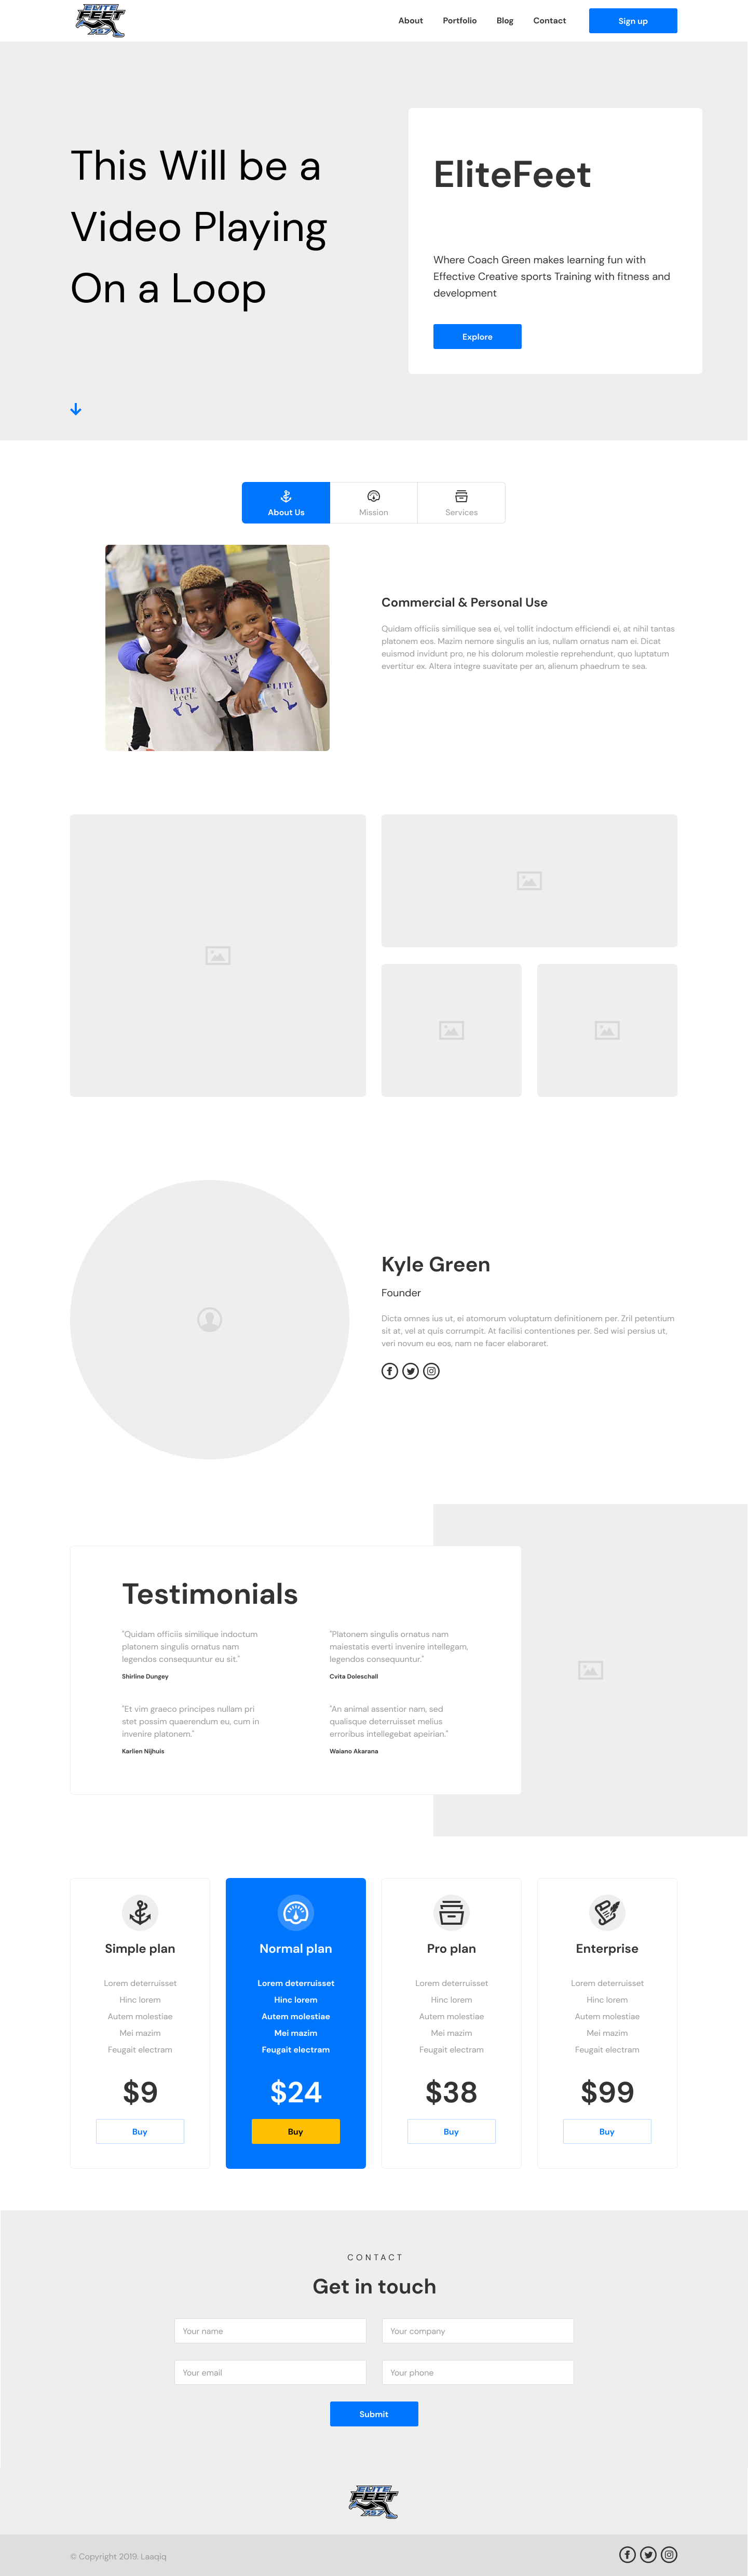 ELITE
FEET
AST
About Portfolio Blog Contact Sign up
This Will be a
Video Playing
On a Loop
EliteFeet
Where Coach Green makes learning fun with
Effective Creative sports Training with fitness and
development
Explore
About Us Mission Services
ELITE
Feet
ELITE
Feet
Commercial & Personal Use
Quidam officiis similique sea ei, vel tollit indoctum efficiendi ei, at nihil tantas
platonem eos. Mazim nemore singulis an ius, nullam ornatus nam ei. Dicat
euismod invidunt pro, ne his dolorum molestie reprehendunt, quo luptatum
evertitur ex. Altera integre suavitate per an, alienum phaedrum te sea.
Kyle Green
Founder
Dicta omnes ius ut, ei atomorum voluptatum definitionem per. Zril petentium
sit at, vel at quis corrumpit. At facilisi contentiones per. Sed wisi persius ut,
veri novum eu eos, nam ne facer elaboraret.
Testimonials
"Quidam officiis similique indoctum
platonem singulis ornatus nam
legendos consequuntur eu sit."
Shirline Dungey
"Platonem singulis ornatus nam
maiestatis everti invenire intellegam,
legendos consequuntur."
Cvita Doleschall
"Et vim graeco principes nullam pri
stet possim quaerendum eu, cum in
invenire platonem."
Karlien Nijhuis
"An animal assentior nam, sed
qualisque deterruisset melius
erroribus intellegebat apeirian."
Waiano Akarana
Simple plan
Lorem deterruisset
Hinc lorem
Autem molestiae
Mei mazim
Feugait electram
$9
Buy
Normal plan
Lorem deterruisset
Hinc lorem
Autem molestiae
Mei mazim
Feugait electram
$24
Buy
Pro plan
Lorem deterruisset
Hinc lorem
Autem molestiae
Mei mazim
Feugait electram
$38
Buy
Enterprise
Lorem deterruisset
Hinc lorem
Autem molestiae
Mei mazim
Feugait electram
$99
Buy
CONTACT
Get in touch
Your name Your company
Your email Your phone
Submit
ELITE
FEET
© Copyright 2019. Laaqiq